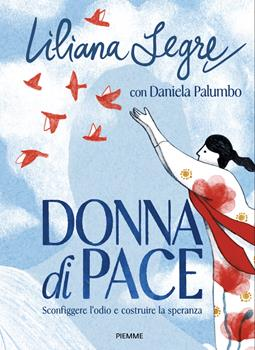 Liliana Segre
con Daniela Palumbo
DONNA
di PACE
Sconfiggere l'odio e costruire la speranza
PIEMME